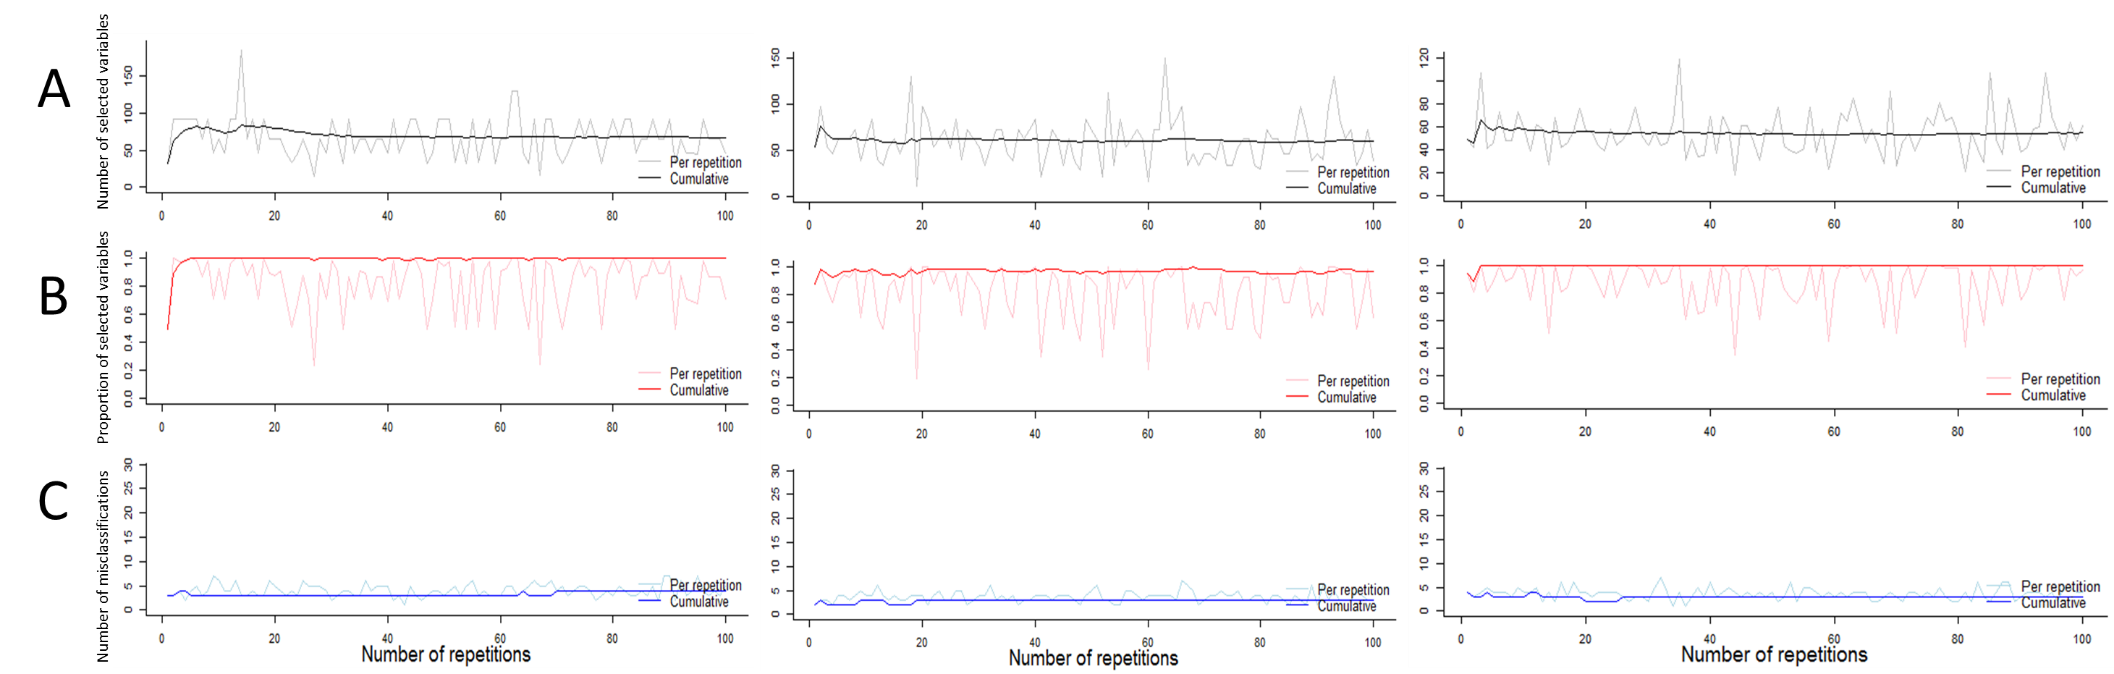 A
Number of selected variables
150
100
50
0
Per repetition
Cumulative
0 20 40 60 80 100
150
100
50
0
Per repetition
Cumulative
0 20 40 60 80 100
120
80
60
40
20
0
Per repetition
Cumulative
0 20 40 60 80 100
B
Proportion of selected variables
1.0
0.8
0.6
0.4
0.2
0.0
Per repetition
Cumulative
0 20 40 60 80 100
1.0
0.8
0.6
0.4
0.2
0.0
Per repetition
Cumulative
0 20 40 60 80 100
1.0
0.8
0.6
0.4
0.2
0.0
Per repetition
Cumulative
0 20 40 60 80 100
C
Number of misclassifications
30
25
20
15
10
5
0
Per repetition
Cumulative
0 20 40 60 80 100
Number of repetitions
30
25
20
15
10
5
0
Per repetition
Cumulative
0 20 40 60 80 100
Number of repetitions
30
25
20
15
10
5
0
Per repetition
Cumulative
0 20 40 60 80 100
Number of repetitions